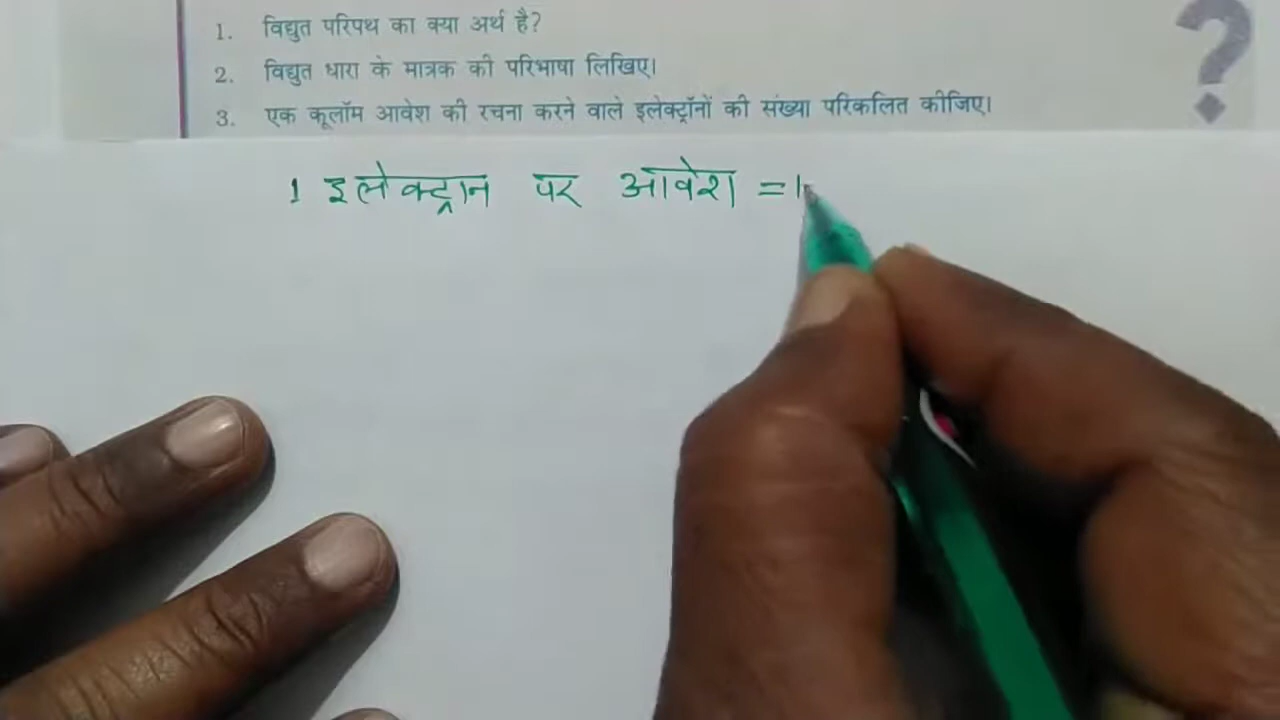 1. विद्युत परिपथ का क्या अर्थ है?
2. विद्युत धारा के मात्रक की परिभाषा लिखिए।
3. एक कूलॉम आवेश की रचना करने वाले इलेक्ट्रॉनों की संख्या परिकलित कीजिए।
?
1 इलेक्ट्रान पर आवेश = 1